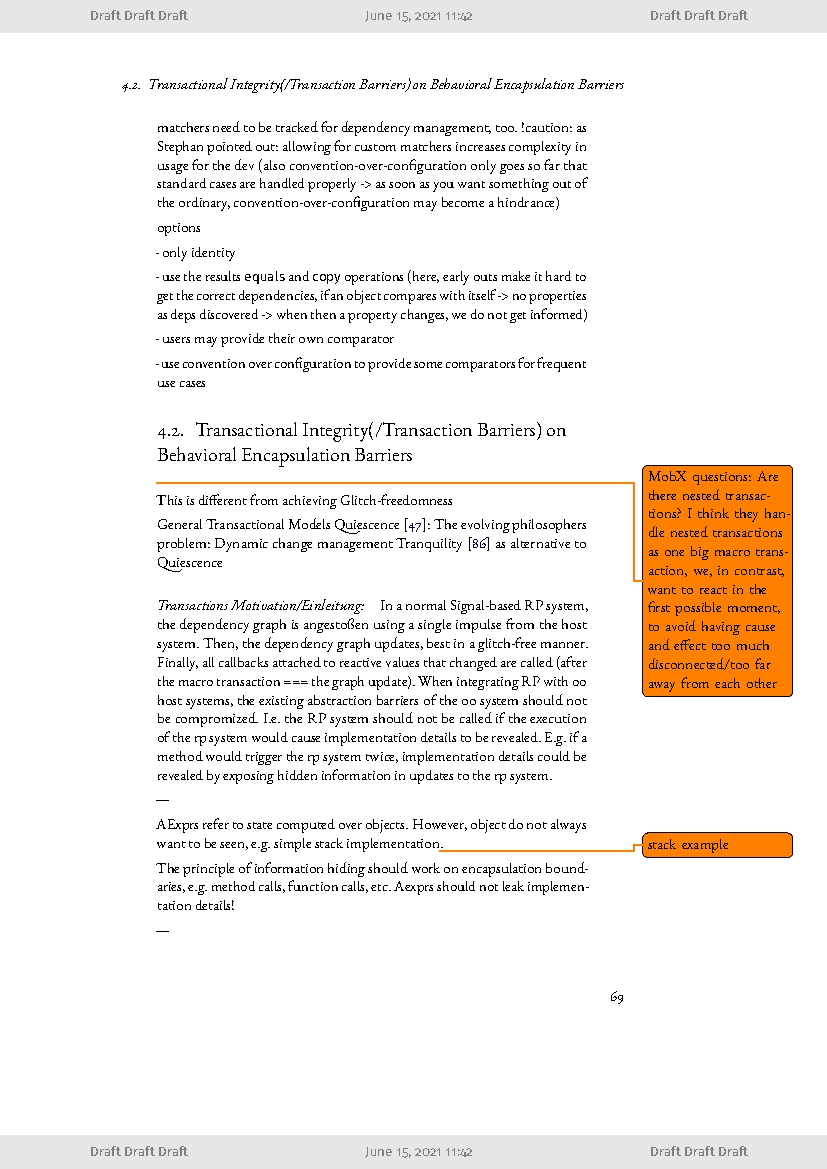 Draft Draft Draft June 15, 2021 11:42 Draft Draft Draft
4.2. Transactional Integrity(/Transaction Barriers) on Behavioral Encapsulation Barriers
matchers need to be tracked for dependency management, too. !caution: as
Stephan pointed out: allowing for custom matchers increases complexity in
usage for the dev (also convention-over-configuration only goes so far that
standard cases are handled properly -> as soon as you want something out of
the ordinary, convention-over-configuration may become a hindrance)
options
- only identity
- use the results equals and copy operations (here, early outs make it hard to
get the correct dependencies, if an object compares with itself -> no properties
as deps discovered -> when then a property changes, we do not get informed)
- users may provide their own comparator
- use convention over configuration to provide some comparators for frequent
use cases
4.2. Transactional Integrity(/Transaction Barriers) on
Behavioral Encapsulation Barriers
This is different from achieving Glitch-freedomness
General Transactional Models Quiescence [47]: The evolving philosophers
problem: Dynamic change management Tranquility [86] as alternative to
Quiescence
Transactions Motivation/Einleitung: In a normal Signal-based RP system,
the dependency graph is angestoßen using a single impulse from the host
system. Then, the dependency graph updates, best in a glitch-free manner.
Finally, all callbacks attached to reactive values that changed are called (after
the macro transaction === the graph update). When integrating RP with oo
host systems, the existing abstraction barriers of the oo system should not
be compromized. I.e. the RP system should not be called if the execution
of the rp system would cause implementation details to be revealed. E.g. if a
method would trigger the rp system twice, implementation details could be
revealed by exposing hidden information in updates to the rp system.
—
AExprs refer to state computed over objects. However, object do not always
want to be seen, e.g. simple stack implementation.
The principle of information hiding should work on encapsulation bound-
aries, e.g. method calls, function calls, etc. Aexprs should not leak implemen-
tation details!
—
MobX questions: Are
there nested transac-
tions? I think they han-
dle nested transactions
as one big macro trans-
action, we, in contrast,
want to react in the
first possible moment,
to avoid having cause
and effect too much
disconnected/too far
away from each other
stack example
69
Draft Draft Draft June 15, 2021 11:42 Draft Draft Draft